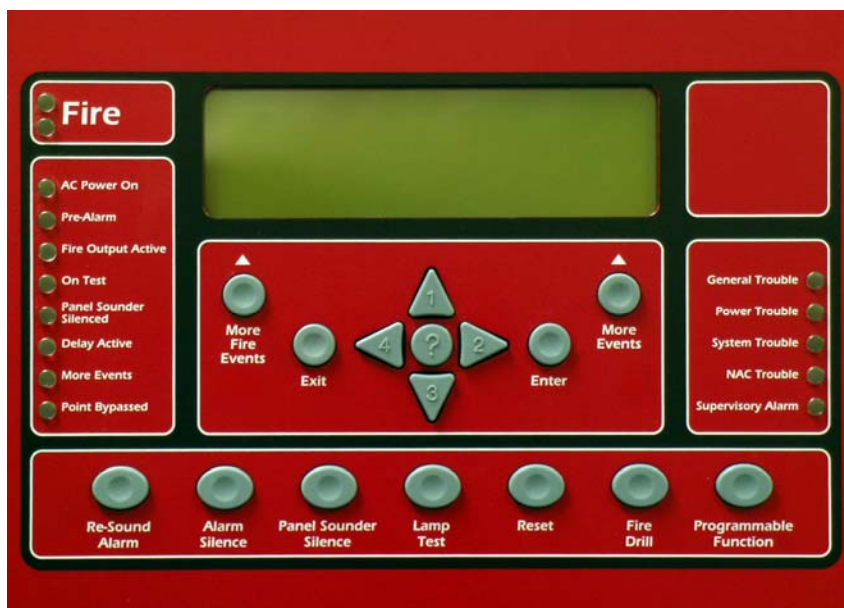 Fire
AC Power On
Pre-Alarm
Fire Output Active
On Test
Panel Sounder
Silenced
Delay Active
More Events
Point Bypassed
More
Fire
Events
Exit
1
4
?
2
3
Enter
More
Events
General Trouble
Power Trouble
System Trouble
NAC Trouble
Supervisory Alarm
Re-Sound
Alarm
Alarm
Silence
Panel Sounder
Silence
Lamp
Test
Reset
Fire
Drill
Programmable
Function